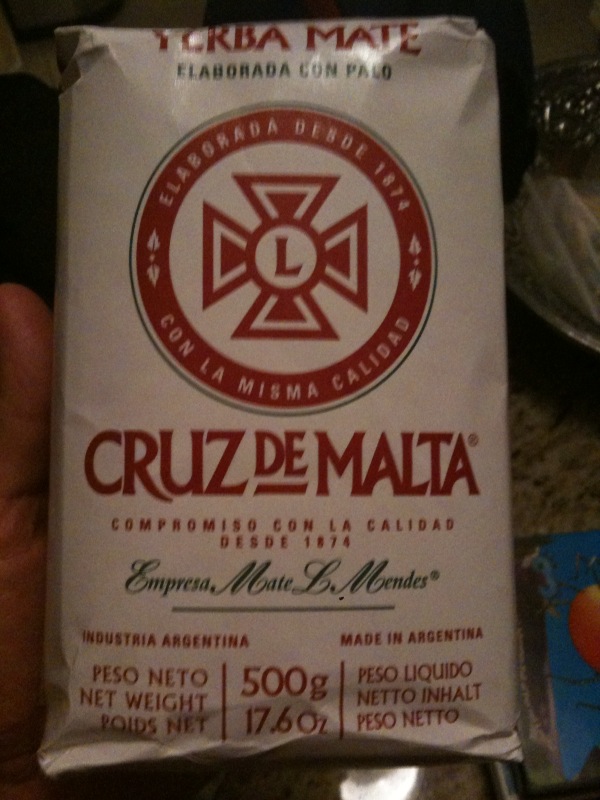 YERBA MATE
ELABORADA CON PALO
ELABORADA DESDE 1874
L
CON LA MISMA CALIDAD
CRUZ DE MALTA®
COMPROMISO CON LA CALIDAD
DESDE 1874
Empresa Mate L. Mendes®
INDUSTRIA ARGENTINA
MADE IN ARGENTINA
PESO NETO
NET WEIGHT
POIDS NET
500g
17.6 Oz
PESO LIQUIDO
NETTO INHALT
PESO NETTO